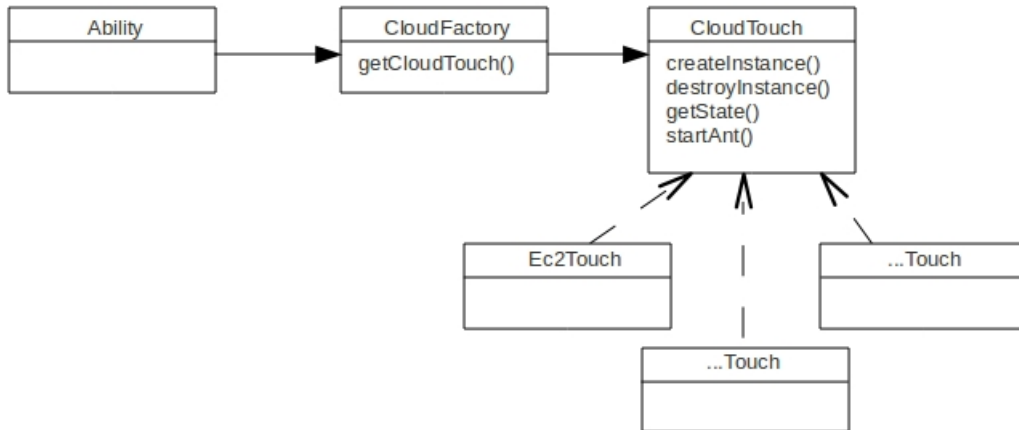 Ability
CloudFactory
getCloudTouch()
CloudTouch
createInstance()
destroyInstance()
getState()
startAnt()
Ec2Touch
...Touch
...Touch